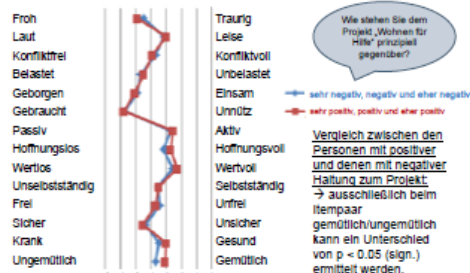 Froh Traurig
Laut Leise
Konfliktfrei Konfliktvoll
Belastet Unbelastet
Geborgen Einsam
Gebraucht Unnütz
Passiv Aktiv
Hoffnungslos Hoffnungsvoll
Wertlos Wertvoll
Unselbstständig Selbstständig
Frei Unfrei
Sicher Unsicher
Krank Gesund
Ungemütlich Gemütlich
Wie stehen Sie dem
Projekt „Wohnen für
Hilfe“ prinzipiell
gegenüber?
sehr negativ, negativ und eher negativ
sehr positiv, positiv und eher positiv
Vergleich zwischen den
Personen mit positiver
und denen mit negativer
Haltung zum Projekt:
→ ausschließlich beim
Itempaar
gemütlich/ungemütlich
kann ein Unterschied
von p < 0.05 (sign.)
ermittelt werden.